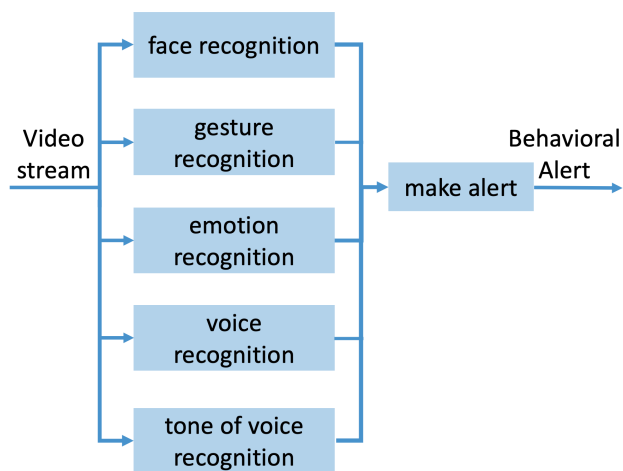 face recognition
Video
stream
gesture
recognition
emotion
recognition
voice
recognition
tone of voice
recognition
make alert
Behavioral
Alert